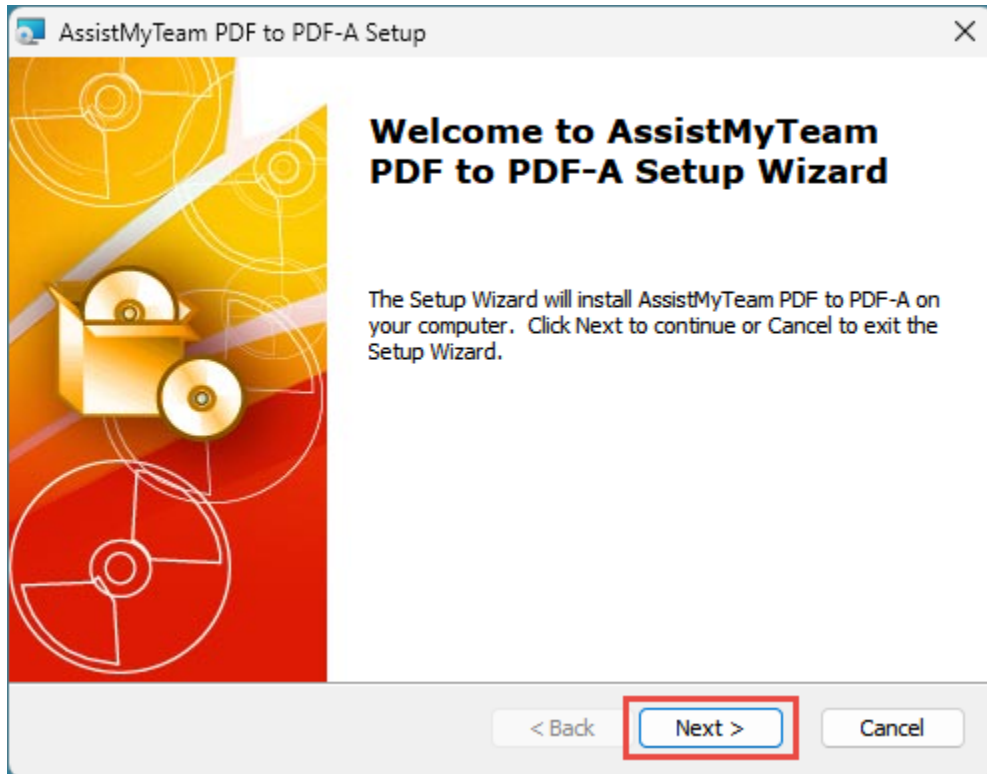 AssistMyTeam PDF to PDF-A Setup
Welcome to AssistMyTeam
PDF to PDF-A Setup Wizard
The Setup Wizard will install AssistMyTeam PDF to PDF-A on
your computer. Click Next to continue or Cancel to exit the
Setup Wizard.
< Back Next > Cancel